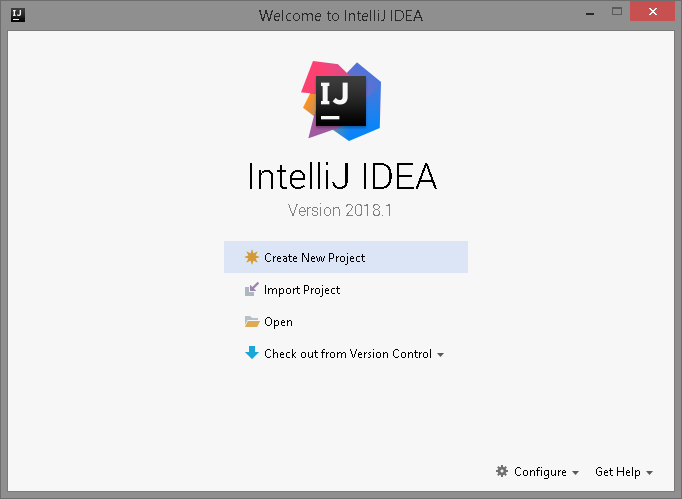 Welcome to IntelliJ IDEA
IJ
IntelliJ IDEA
Version 2018.1
Create New Project
Import Project
Open
Check out from Version Control
Configure
Get Help